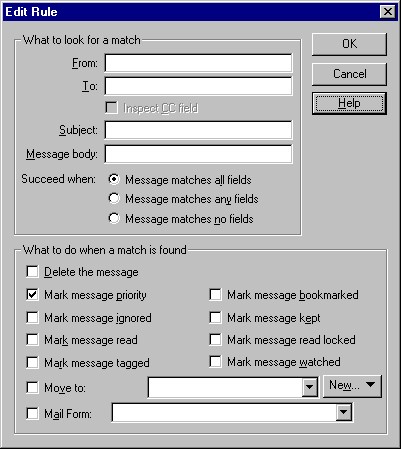 Edit Rule
What to look for a match
From:
To:
Inspect CC field
Subject:
Message body:
Succeed when:
Message matches all fields
Message matches any fields
Message matches no fields
OK
Cancel
Help
What to do when a match is found
Delete the message
Mark message priority
Mark message bookmarked
Mark message ignored
Mark message kept
Mark message read
Mark message read locked
Mark message tagged
Mark message watched
Move to:
New...
Mail Form: